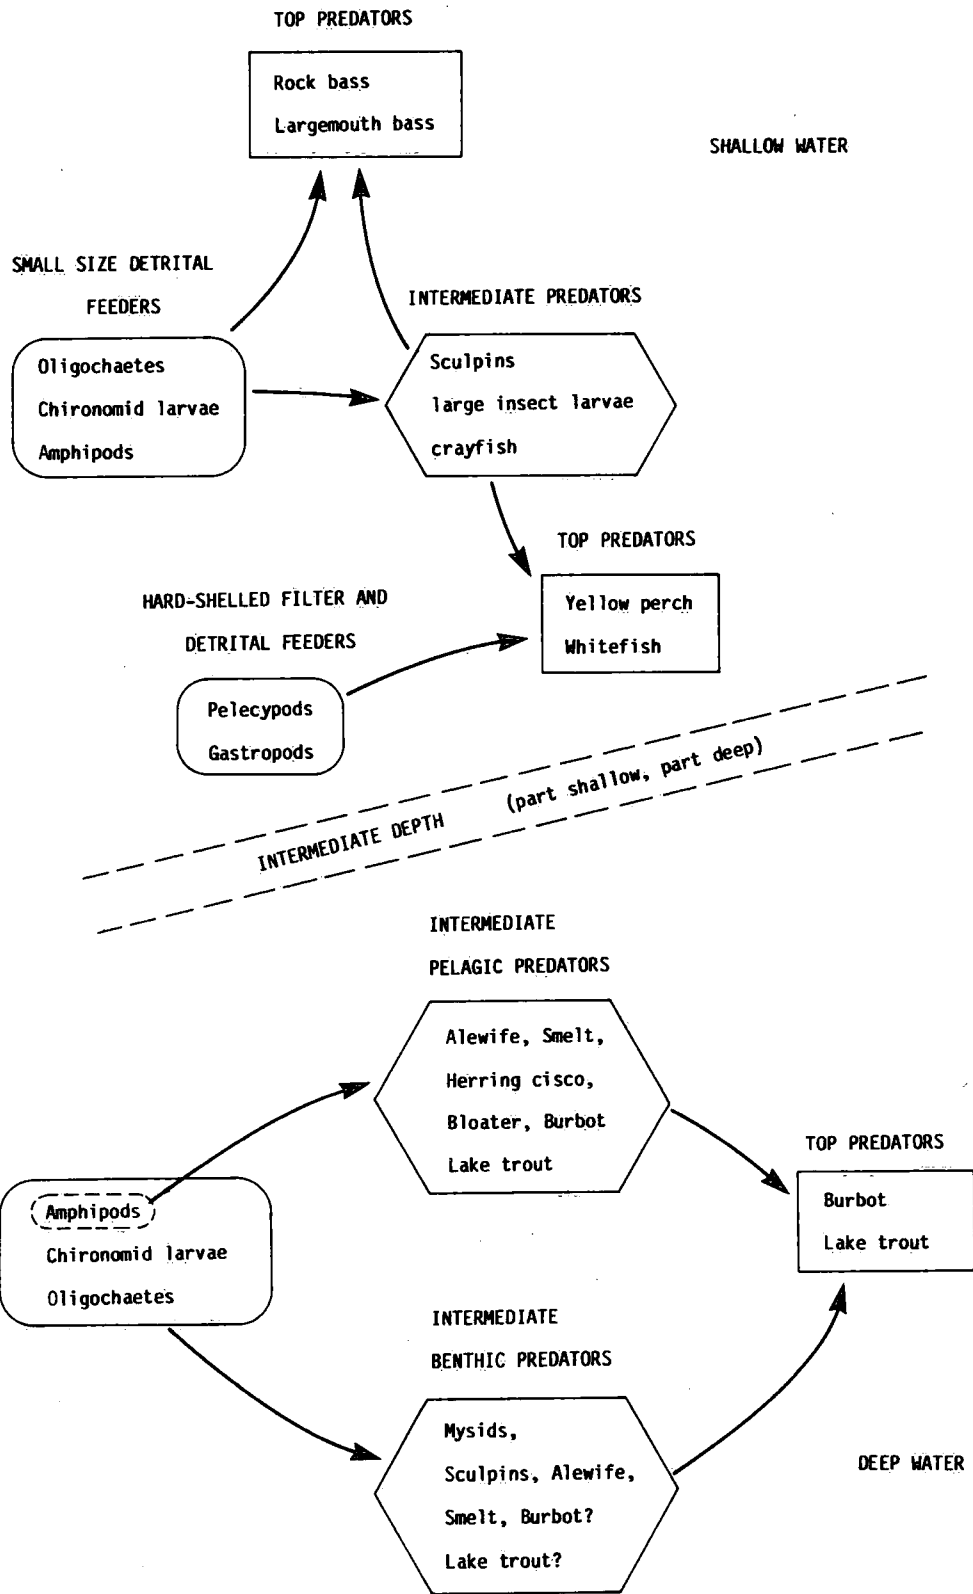 TOP PREDATORS
Rock bass
Largemouth bass
SHALLOW WATER
SMALL SIZE DETRITAL
FEEDERS
Oligochaetes
Chironomid larvae
Amphipods
INTERMEDIATE PREDATORS
Sculpins
large insect larvae
crayfish
TOP PREDATORS
Yellow perch
Whitefish
HARD-SHELLED FILTER AND
DETRITAL FEEDERS
Pelecypods
Gastropods
INTERMEDIATE DEPTH (part shallow, part deep)
INTERMEDIATE
PELAGIC PREDATORS
Alewife, Smelt,
Herring cisco,
Bloater, Burbot
Lake trout
TOP PREDATORS
Burbot
Lake trout
Amphipods
Chironomid larvae
Oligochaetes
INTERMEDIATE
BENTHIC PREDATORS
Mysids,
Sculpins, Alewife,
Smelt, Burbot?
Lake trout?
DEEP WATER